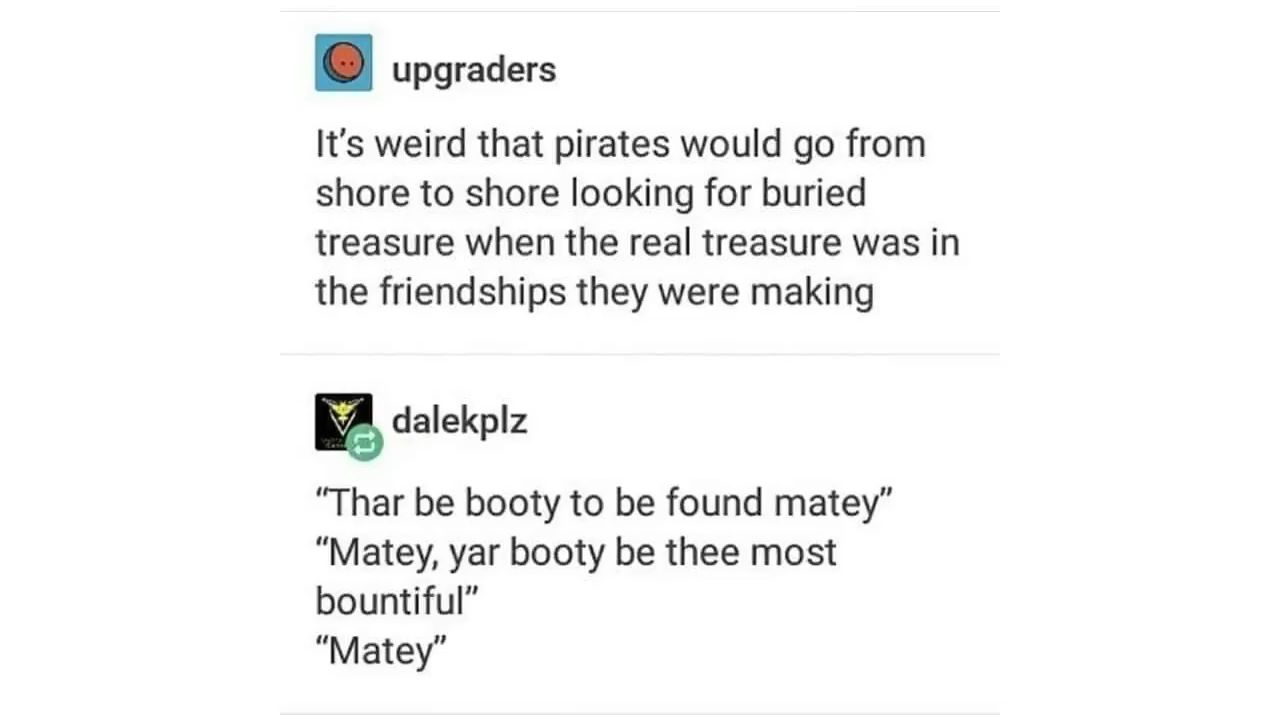 upgraders
It’s weird that pirates would go from
shore to shore looking for buried
treasure when the real treasure was in
the friendships they were making
dalekplz
“Thar be booty to be found matey”
“Matey, yar booty be thee most
bountiful”
“Matey”